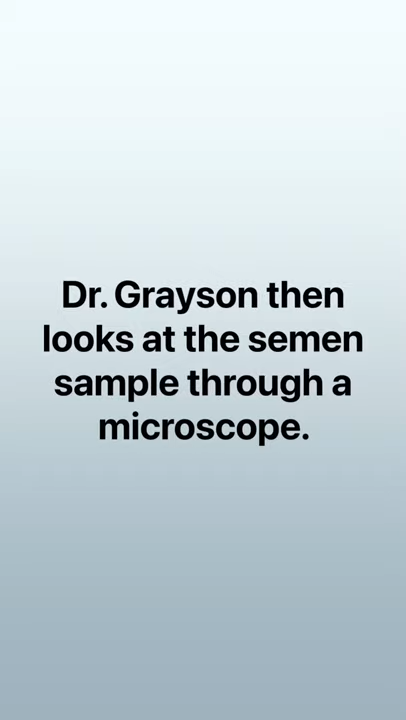 Dr. Grayson then
looks at the semen
sample through a
microscope.